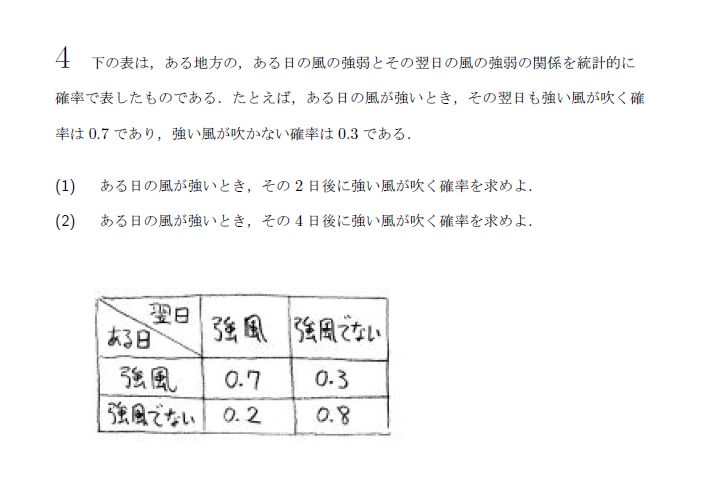 4 下の表は，ある地方の，ある日の風の強弱とその翌日の風の強弱の関係を統計的に
確率で表したものである．たとえば，ある日の風が強いとき，その翌日も強い風が吹く確
率は 0.7 であり，強い風が吹かない確率は 0.3 である．
(1) ある日の風が強いとき，その 2 日後に強い風が吹く確率を求めよ．
(2) ある日の風が強いとき，その 4 日後に強い風が吹く確率を求めよ．
翌日
ある日
強風 強風でない
強風 0.7 0.3
強風でない 0.2 0.8